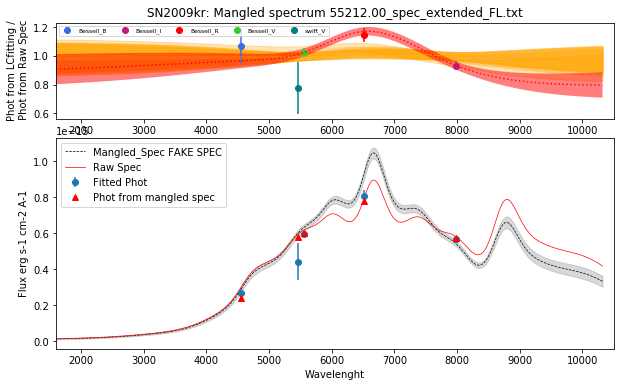 SN2009kr: Mangled spectrum 55212.00_spec_extended_FL.txt
Bessell_B Bessell_I Bessell_R Bessell_V swift_V
Phot from LCfitting /
Phot from Raw Spec
1.2
1.0
0.8
0.6
2000 3000 4000 5000 6000 7000 8000 9000 10000
Mangled_Spec FAKE SPEC
Raw Spec
Fitted Phot
Phot from mangled spec
Flux erg s-1 cm-2 A-1
1.0
0.8
0.6
0.4
0.2
0.0
2000 3000 4000 5000 6000 7000 8000 9000 10000
Wavelenght